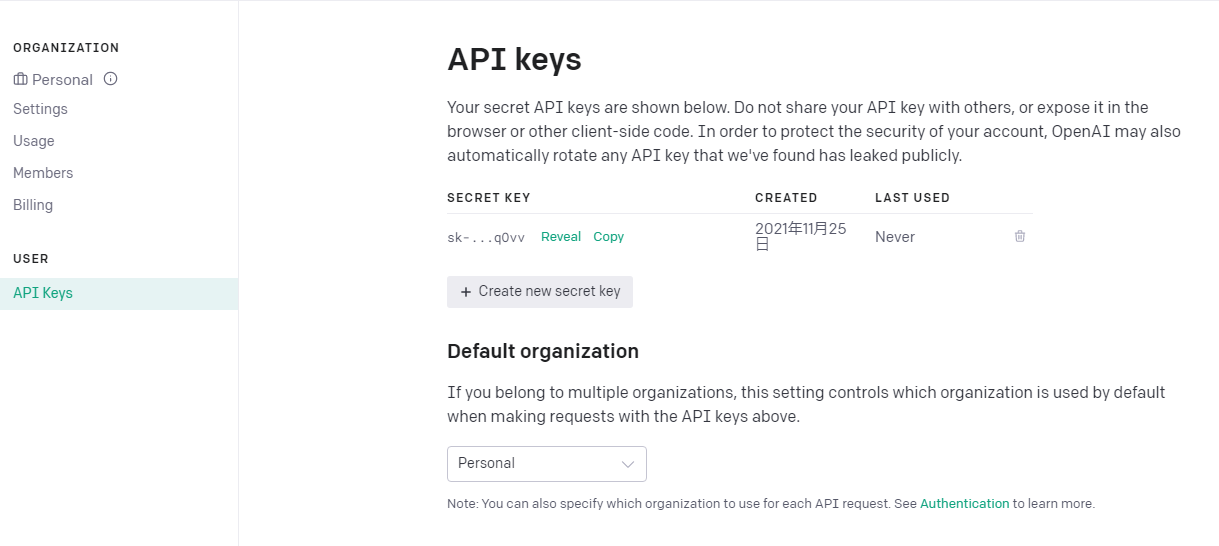 ORGANIZATION
Personal
Settings
Usage
Members
Billing
USER
API Keys
API keys
Your secret API keys are shown below. Do not share your API key with others, or expose it in the
browser or other client-side code. In order to protect the security of your account, OpenAI may also
automatically rotate any API key that we've found has leaked publicly.
SECRET KEY CREATED LAST USED
sk-...q0vv Reveal Copy 2021年11月25日 Never
+ Create new secret key
Default organization
If you belong to multiple organizations, this setting controls which organization is used by default
when making requests with the API keys above.
Personal
Note: You can also specify which organization to use for each API request. See Authentication to learn more.